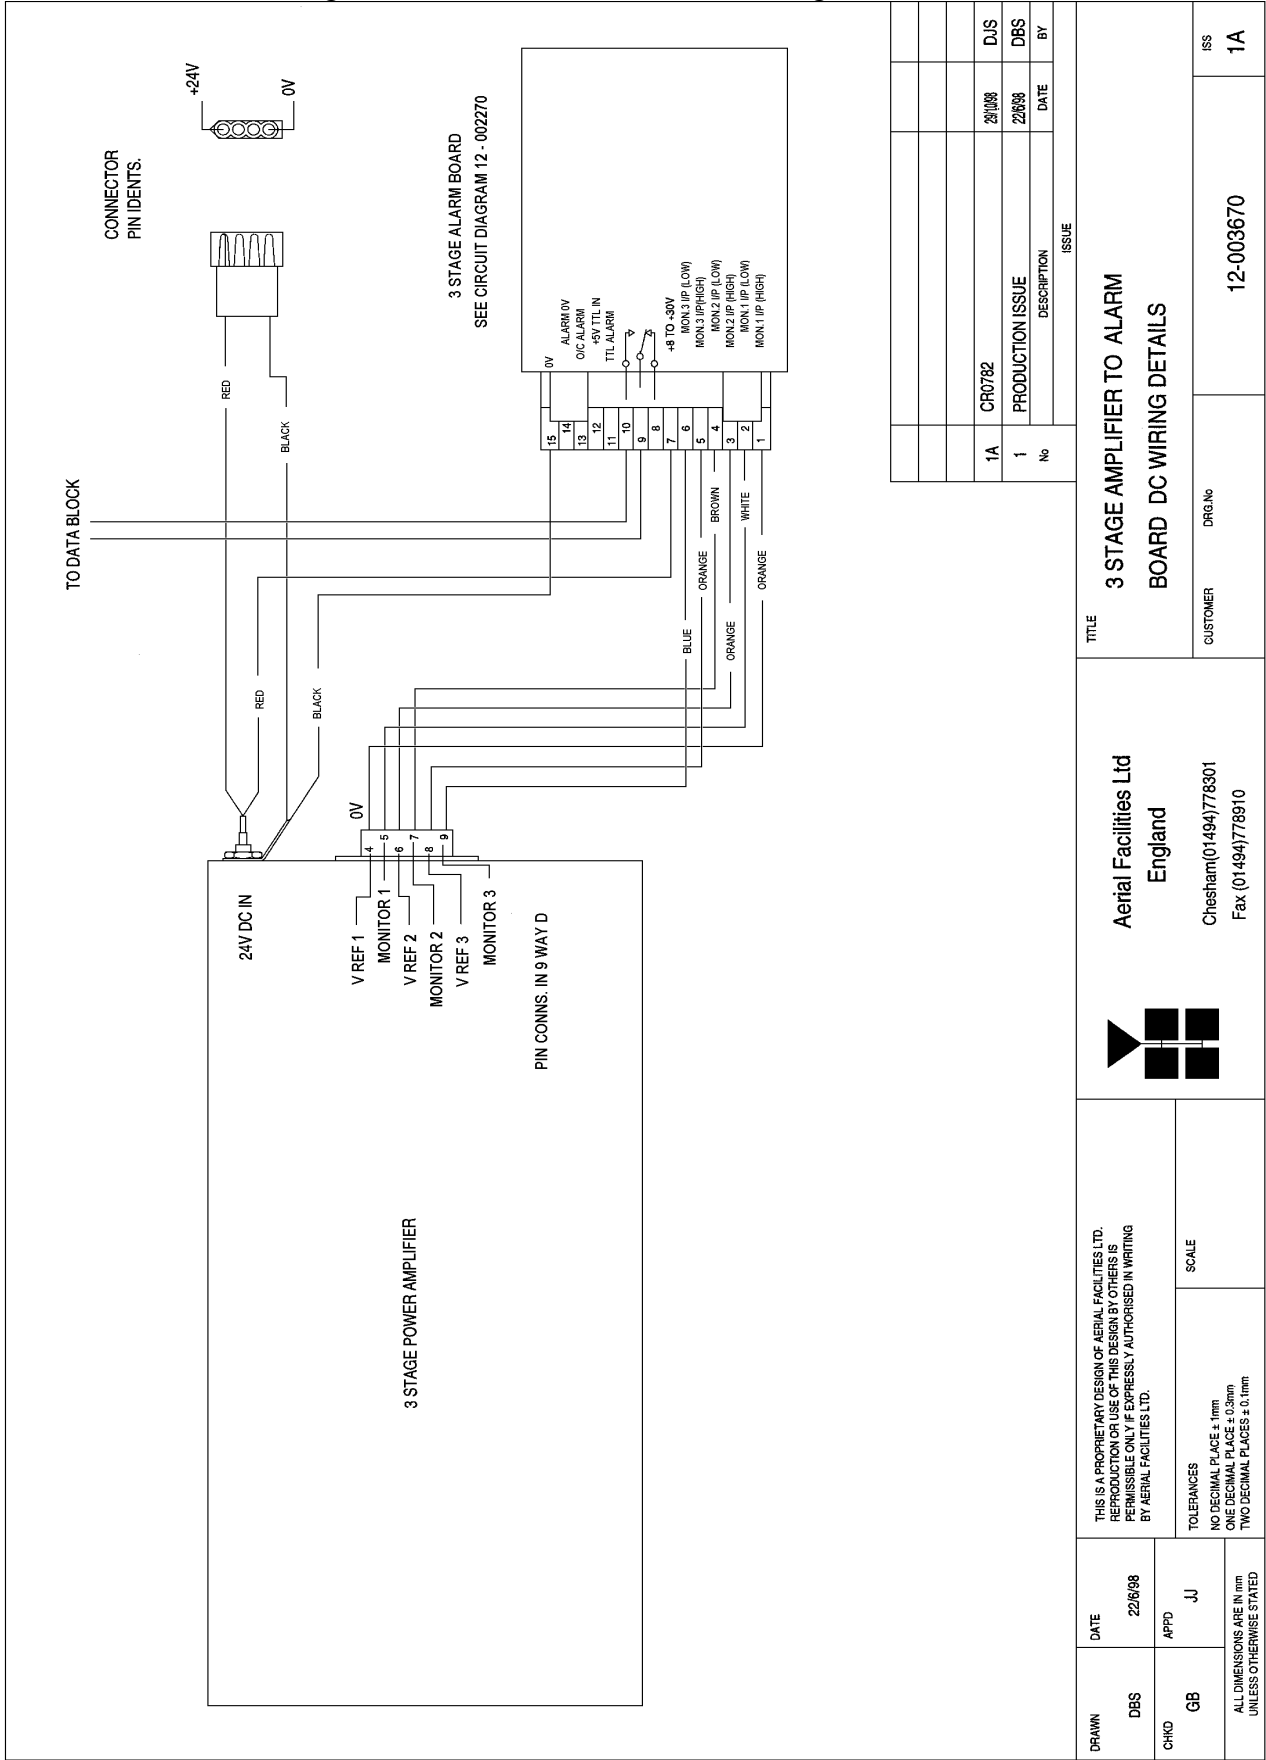 CONNECTOR
PIN IDENTS.
+24V
0V
RED
BLACK
TO DATA BLOCK
3 STAGE ALARM BOARD
SEE CIRCUIT DIAGRAM 12 - 002270
0V
ALARM 0V
O/C ALARM
+5V TTL IN
TTL ALARM
+8 TO +30V
MON.3 I/P (LOW)
MON.3 I/P(HIGH)
MON.2 I/P (LOW)
MON.2 I/P (HIGH)
MON.1 I/P (LOW)
MON.1 I/P (HIGH)
15
14
13
12
11
10
9
8
7
6
5
4
3
2
1
RED
BLACK
BLUE
ORANGE
BROWN
ORANGE
WHITE
ORANGE
24V DC IN
0V
4
5
6
7
8
9
V REF 1
MONITOR 1
V REF 2
MONITOR 2
V REF 3
MONITOR 3
PIN CONNS. IN 9 WAY D
3 STAGE POWER AMPLIFIER
1A CR0782 29/10/98 DJS
1 PRODUCTION ISSUE 22/6/98 DBS
No DESCRIPTION DATE BY
ISSUE
DRAWN
DBS
DATE
22/6/98
CHKD
GB
APPD
JJ
ALL DIMENSIONS ARE IN mm
UNLESS OTHERWISE STATED
THIS IS A PROPRIETARY DESIGN OF AERIAL FACILITIES LTD.
REPRODUCTION OR USE OF THIS DESIGN BY OTHERS IS
PERMISSIBLE ONLY IF EXPRESSLY AUTHORISED IN WRITING
BY AERIAL FACILITIES LTD.
TOLERANCES
NO DECIMAL PLACE ± 1mm
ONE DECIMAL PLACE ± 0.3mm
TWO DECIMAL PLACES ± 0.1mm
SCALE
Aerial Facilities Ltd
England
Chesham(01494)778301
Fax (01494)778910
TITLE
3 STAGE AMPLIFIER TO ALARM
BOARD DC WIRING DETAILS
CUSTOMER
DRG.No
12-003670
ISS
1A